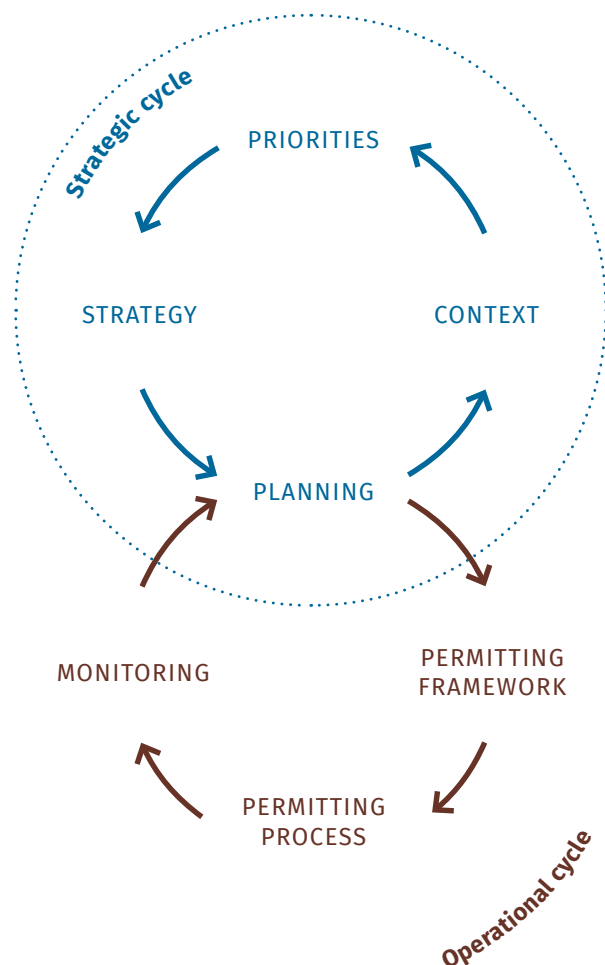 Strategic cycle
PRIORITIES
STRATEGY
CONTEXT
PLANNING
MONITORING
PERMITTING
FRAMEWORK
PERMITTING
PROCESS
Operational cycle